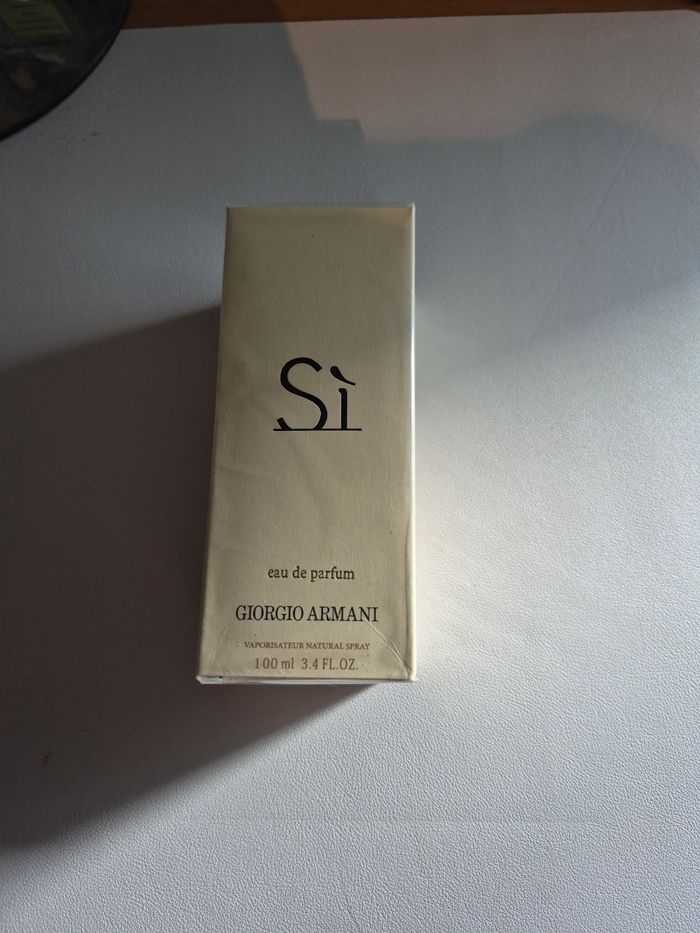 Sì
eau de parfum
GIORGIO ARMANI
VAPORISATEUR NATURAL SPRAY
100 ml 3.4 FL.OZ.